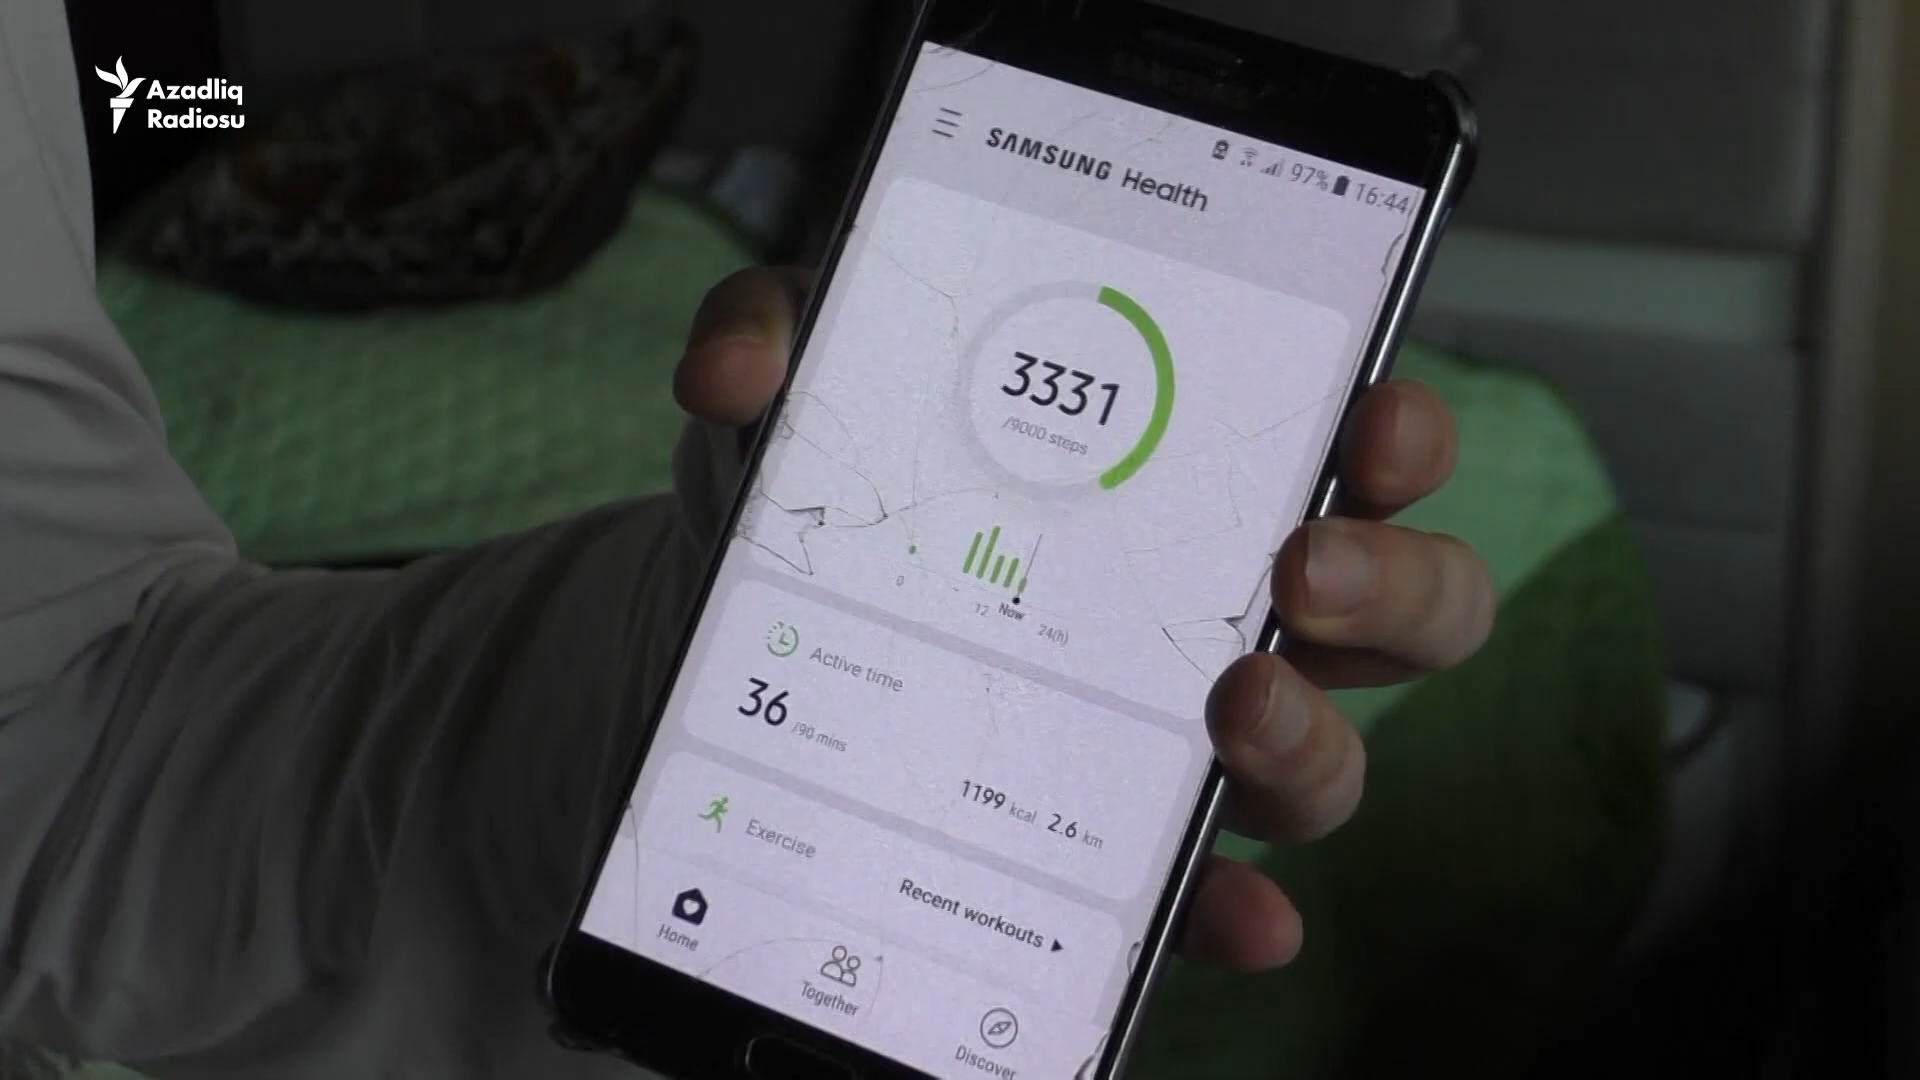 Azadlıq
Radiosu
97% 16:44
SAMSUNG Health
3331
/9000 steps
0 12 Now 24(h)
Active time
36 /90 mins
1199 kcal 2.6 km
Exercise
Recent workouts
Home
Together
Discover